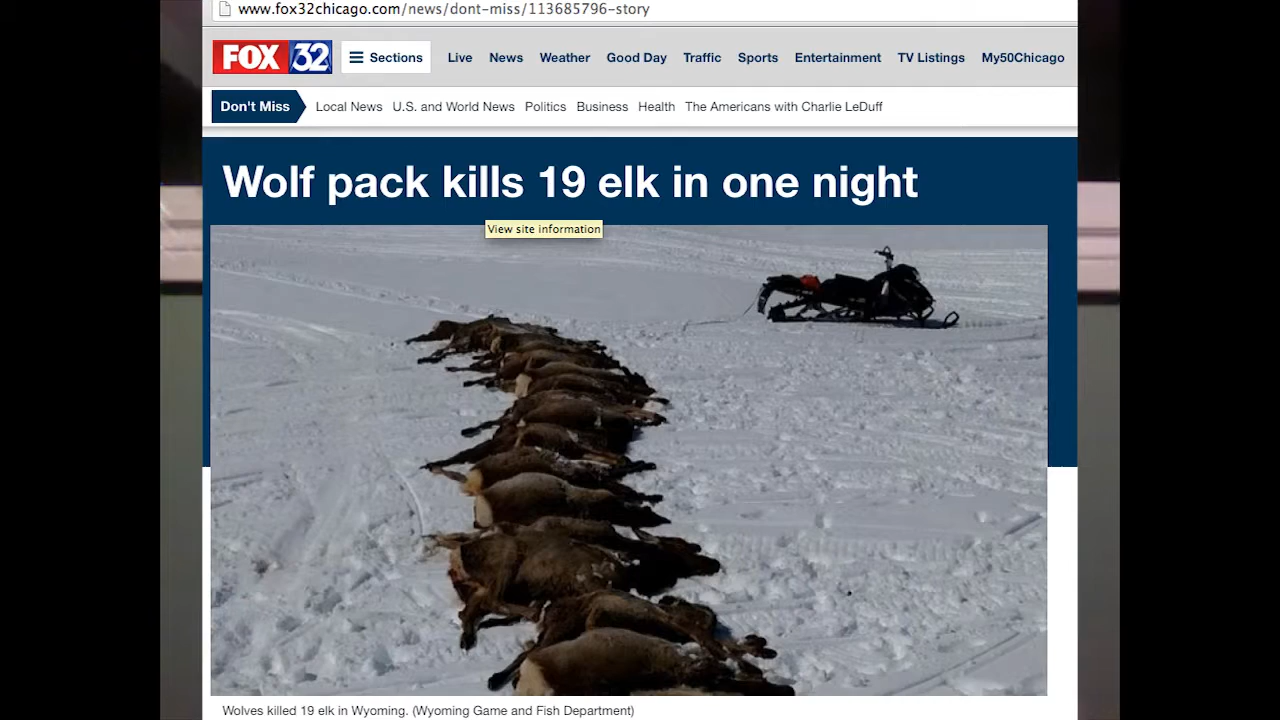 www.fox32chicago.com/news/dont-miss/113685796-story
FOX 32 Sections Live News Weather Good Day Traffic Sports Entertainment TV Listings My50Chicago
Don't Miss Local News U.S. and World News Politics Business Health The Americans with Charlie LeDuff
Wolf pack kills 19 elk in one night
View site information
Wolves killed 19 elk in Wyoming. (Wyoming Game and Fish Department)